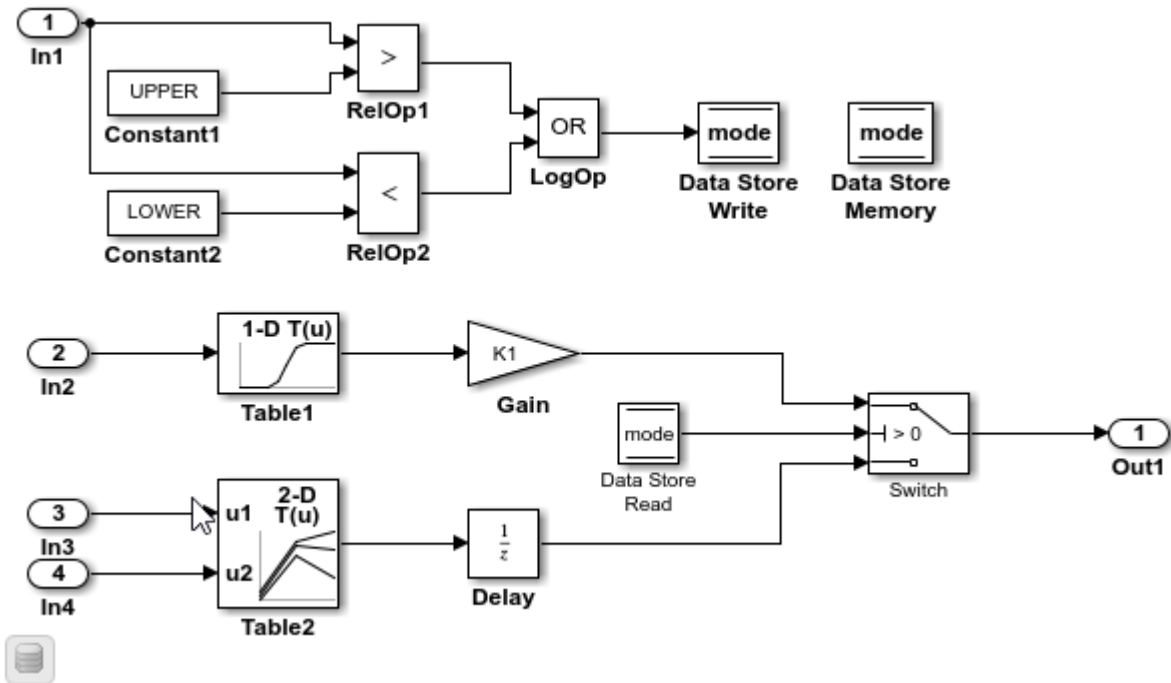 1
In1
UPPER
Constant1
>
RelOp1
LOWER
Constant2
<
RelOp2
OR
LogOp
mode
Data Store
Write
mode
Data Store
Memory
2
In2
1-D T(u)
Table1
K1
Gain
mode
Data Store
Read
> 0
Switch
1
Out1
3
In3
4
In4
u1
u2
2-D
T(u)
Table2
1
z
Delay